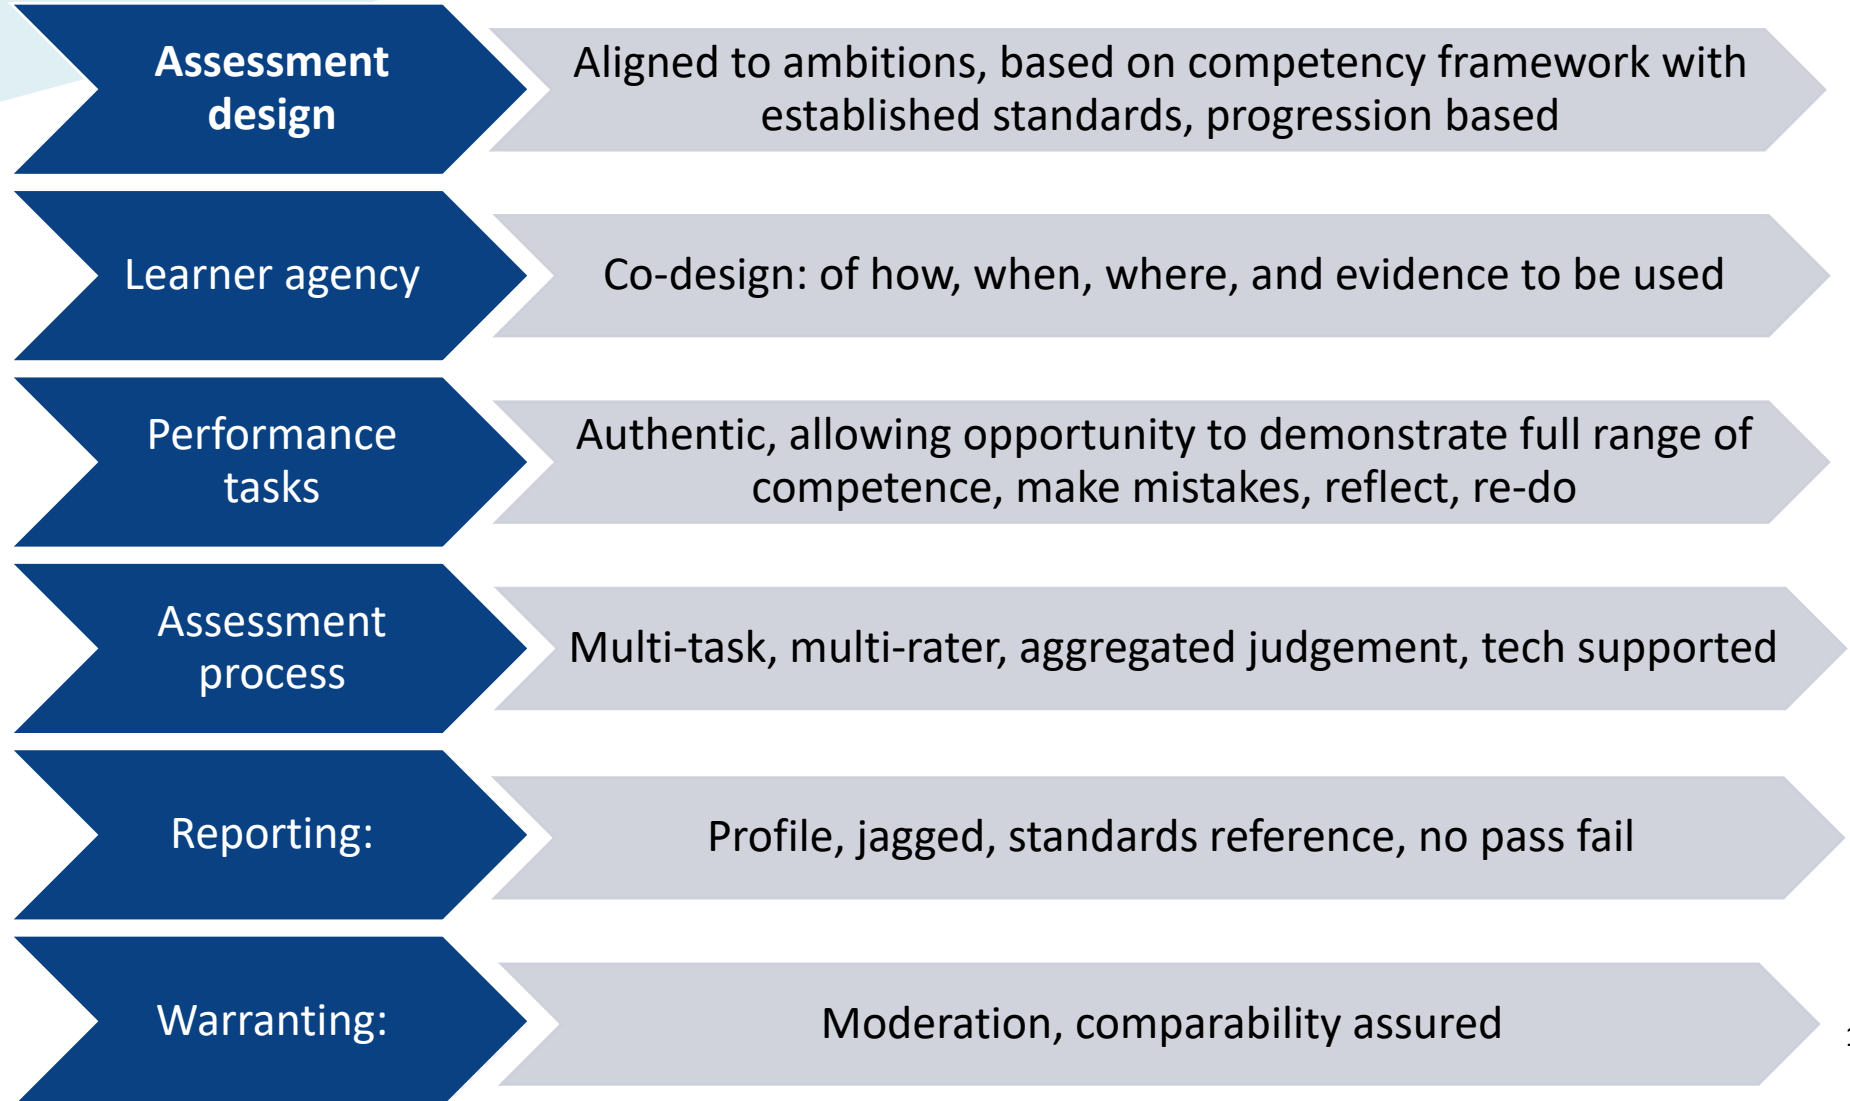 Assessment
design
Aligned to ambitions, based on competency framework with
established standards, progression based
Learner agency
Co-design: of how, when, where, and evidence to be used
Performance
tasks
Authentic, allowing opportunity to demonstrate full range of
competence, make mistakes, reflect, re-do
Assessment
process
Multi-task, multi-rater, aggregated judgement, tech supported
Reporting:
Profile, jagged, standards reference, no pass fail
Warranting:
Moderation, comparability assured